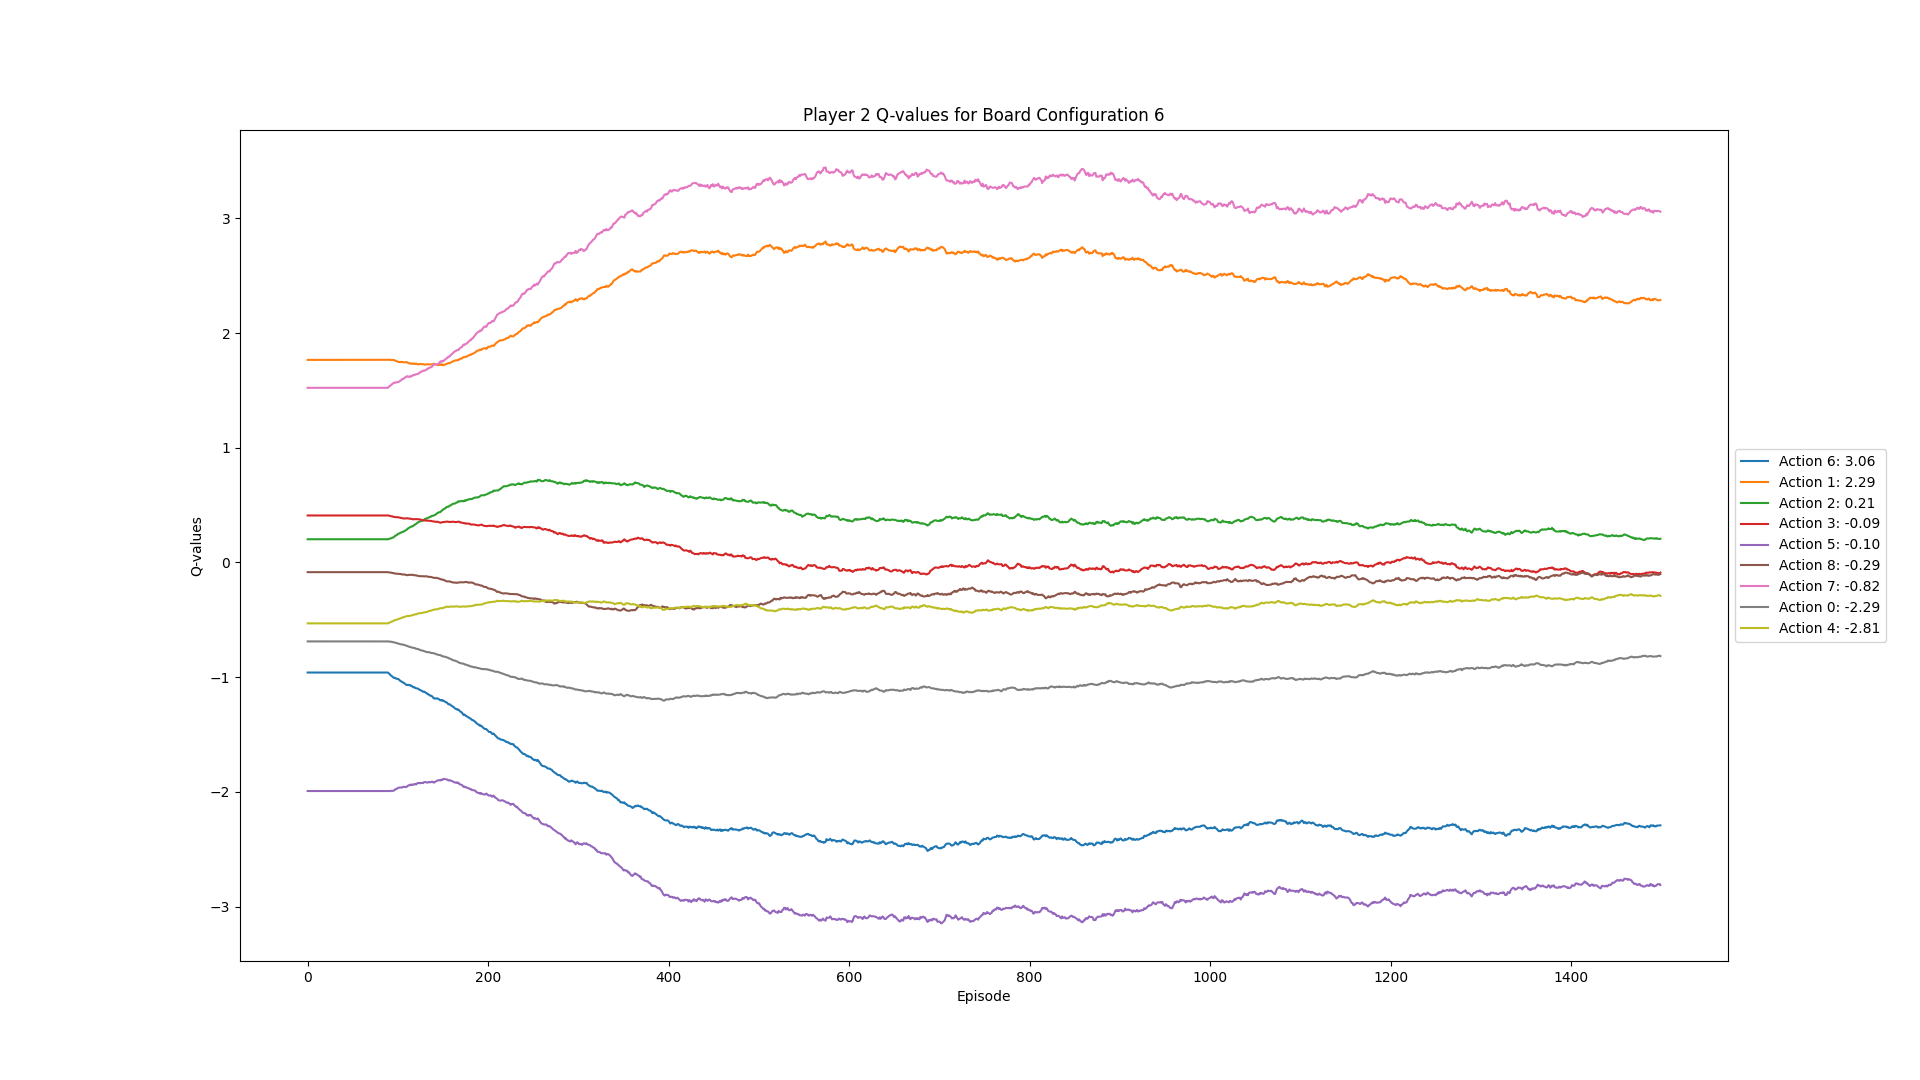 Player 2 Q-values for Board Configuration 6
Q-values
3
2
1
0
−1
−2
−3
0 200 400 600 800 1000 1200 1400
Episode
Action 6: 3.06
Action 1: 2.29
Action 2: 0.21
Action 3: -0.09
Action 5: -0.10
Action 8: -0.29
Action 7: -0.82
Action 0: -2.29
Action 4: -2.81